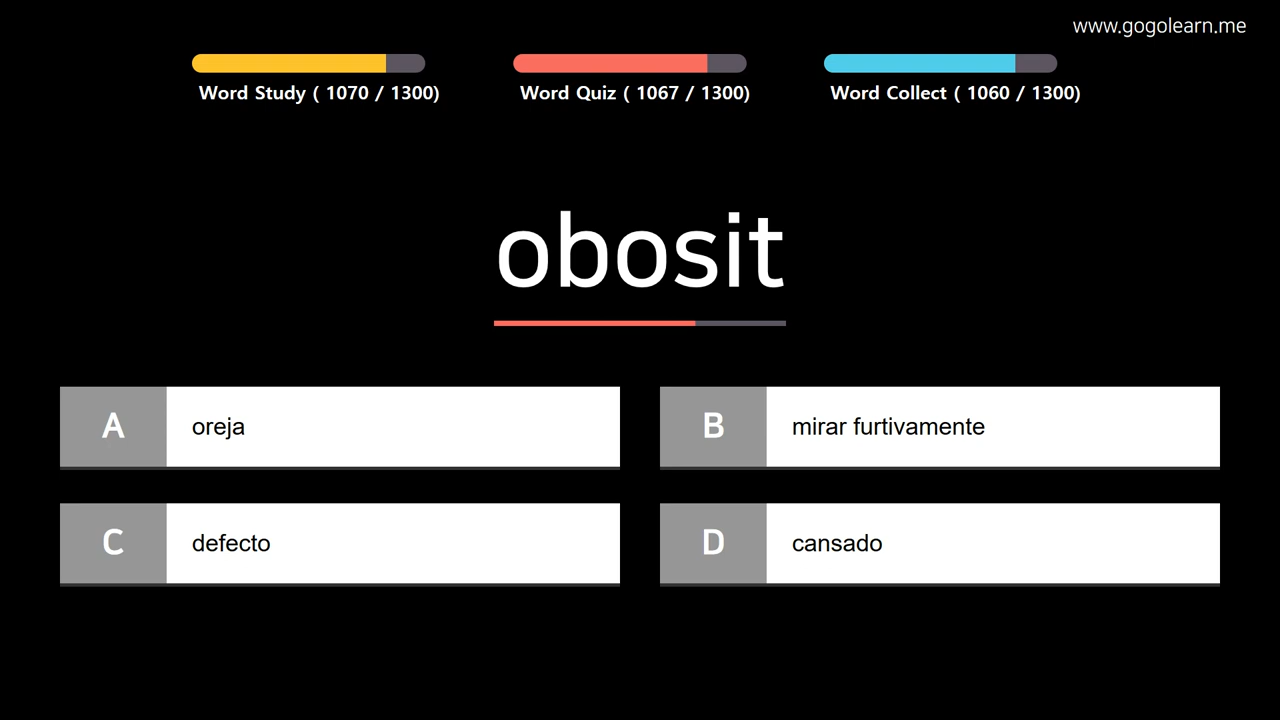 www.gogolearn.me
Word Study ( 1070 / 1300)
Word Quiz ( 1067 / 1300)
Word Collect ( 1060 / 1300)
obosit
A oreja
B mirar furtivamente
C defecto
D cansado